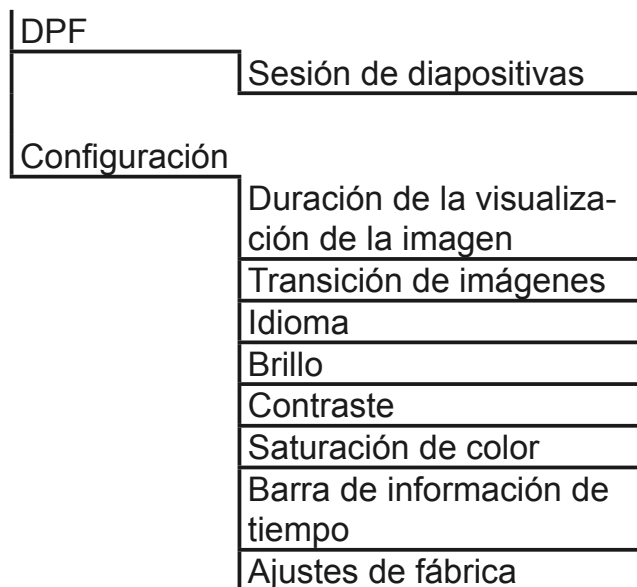 DPF
Sesión de diapositivas
Configuración
Duración de la visualiza-
ción de la imagen
Transición de imágenes
Idioma
Brillo
Contraste
Saturación de color
Barra de información de
tiempo
Ajustes de fábrica